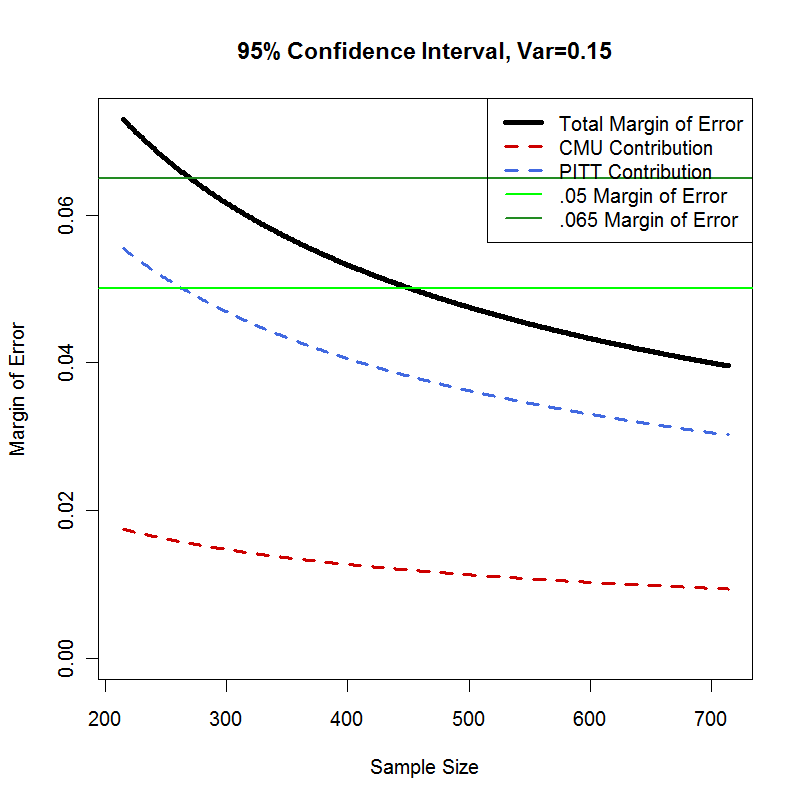 95% Confidence Interval, Var=0.15
Total Margin of Error
CMU Contribution
PITT Contribution
.05 Margin of Error
.065 Margin of Error
Margin of Error
0.06
0.04
0.02
0.00
200 300 400 500 600 700
Sample Size